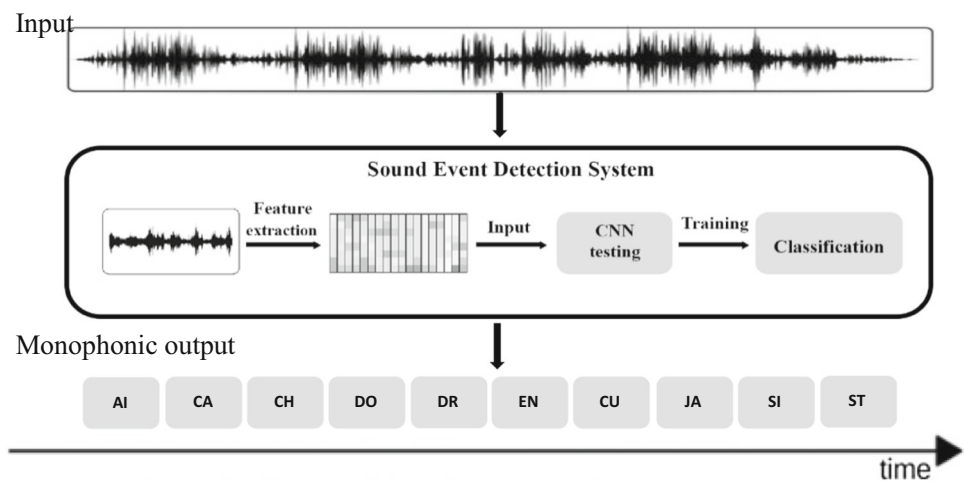 Input
Sound Event Detection System
Feature
extraction
Input
CNN
testing
Training
Classification
Monophonic output
AI CA CH DO DR EN CU JA SI ST
time